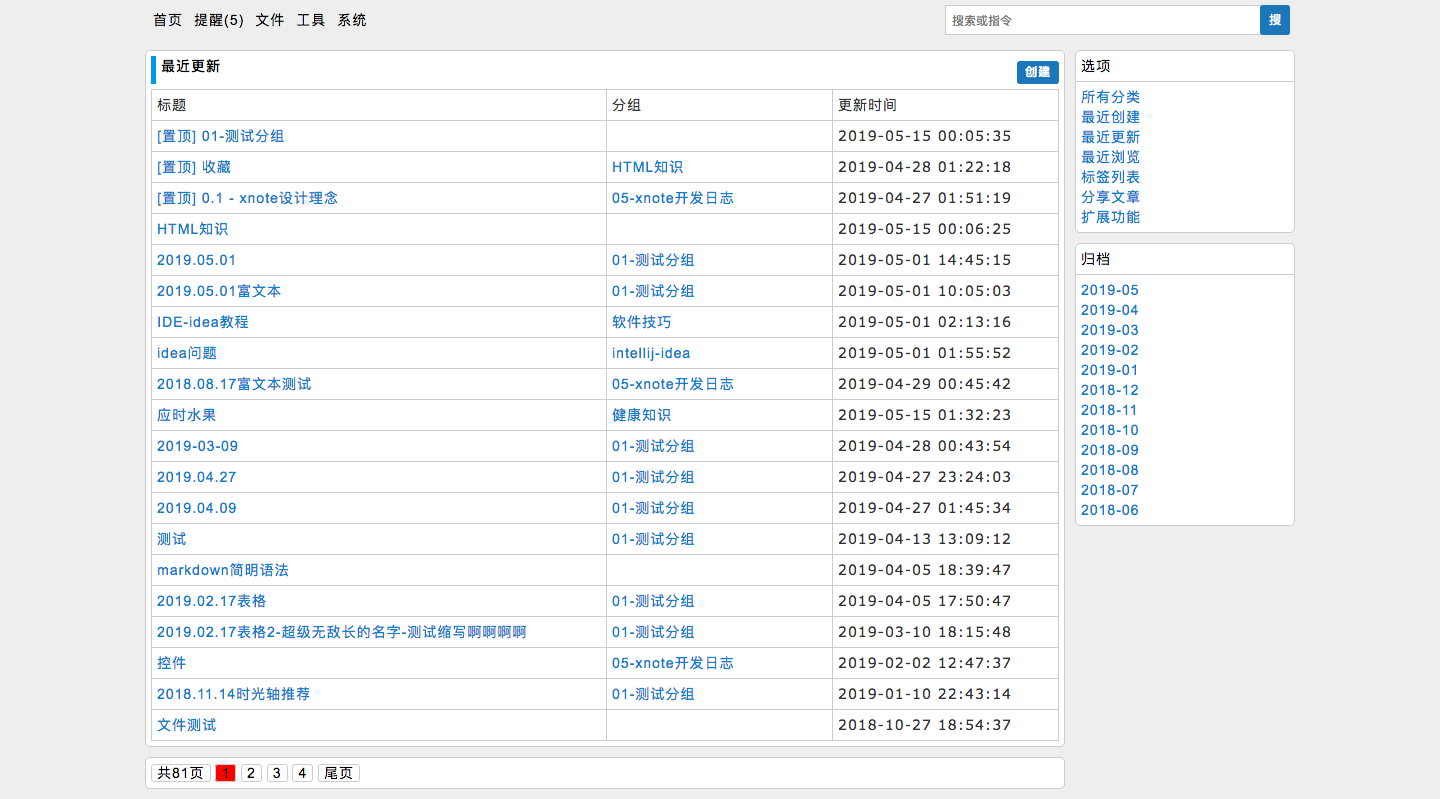 首页 提醒(5) 文件 工具 系统
搜索或指令 搜
最近更新
创建
标题 分组 更新时间
[置顶] 01-测试分组 2019-05-15 00:05:35
[置顶] 收藏 HTML知识 2019-04-28 01:22:18
[置顶] 0.1 - xnote设计理念 05-xnote开发日志 2019-04-27 01:51:19
HTML知识 2019-05-15 00:06:25
2019.05.01 01-测试分组 2019-05-01 14:45:15
2019.05.01富文本 01-测试分组 2019-05-01 10:05:03
IDE-idea教程 软件技巧 2019-05-01 02:13:16
idea问题 intellij-idea 2019-05-01 01:55:52
2018.08.17富文本测试 05-xnote开发日志 2019-04-29 00:45:42
应时水果 健康知识 2019-05-15 01:32:23
2019-03-09 01-测试分组 2019-04-28 00:43:54
2019.04.27 01-测试分组 2019-04-27 23:24:03
2019.04.09 01-测试分组 2019-04-27 01:45:34
测试 01-测试分组 2019-04-13 13:09:12
markdown简明语法 2019-04-05 18:39:47
2019.02.17表格 01-测试分组 2019-04-05 17:50:47
2019.02.17表格2-超级无敌长的名字-测试缩写啊啊啊啊 01-测试分组 2019-03-10 18:15:48
控件 05-xnote开发日志 2019-02-02 12:47:37
2018.11.14时光轴推荐 01-测试分组 2019-01-10 22:43:14
文件测试 2018-10-27 18:54:37
共81页 1 2 3 4 尾页
选项
所有分类
最近创建
最近更新
最近浏览
标签列表
分享文章
扩展功能
归档
2019-05
2019-04
2019-03
2019-02
2019-01
2018-12
2018-11
2018-10
2018-09
2018-08
2018-07
2018-06